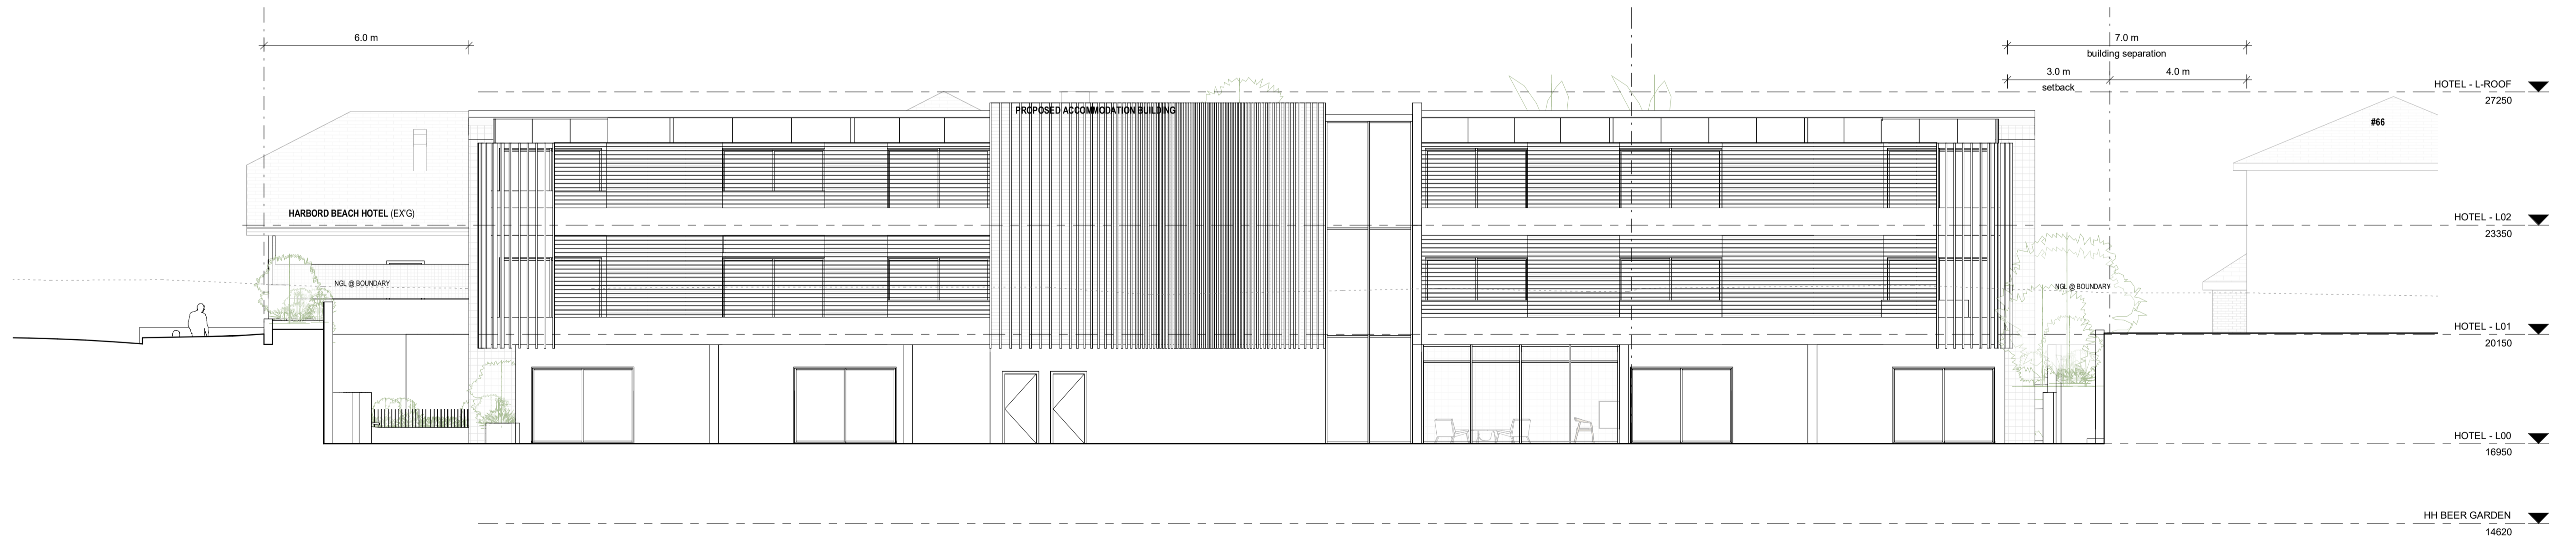 6.0 m
7.0 m
building separation
3.0 m
4.0 m
setback
HOTEL - L-ROOF
27250
PROPOSED ACCOMMODATION BUILDING
#66
HARBORD BEACH HOTEL (EX'G)
HOTEL - L02
23350
NGL @ BOUNDARY
NGL @ BOUNDARY
HOTEL - L01
20150
HOTEL - L00
16950
HH BEER GARDEN
14620